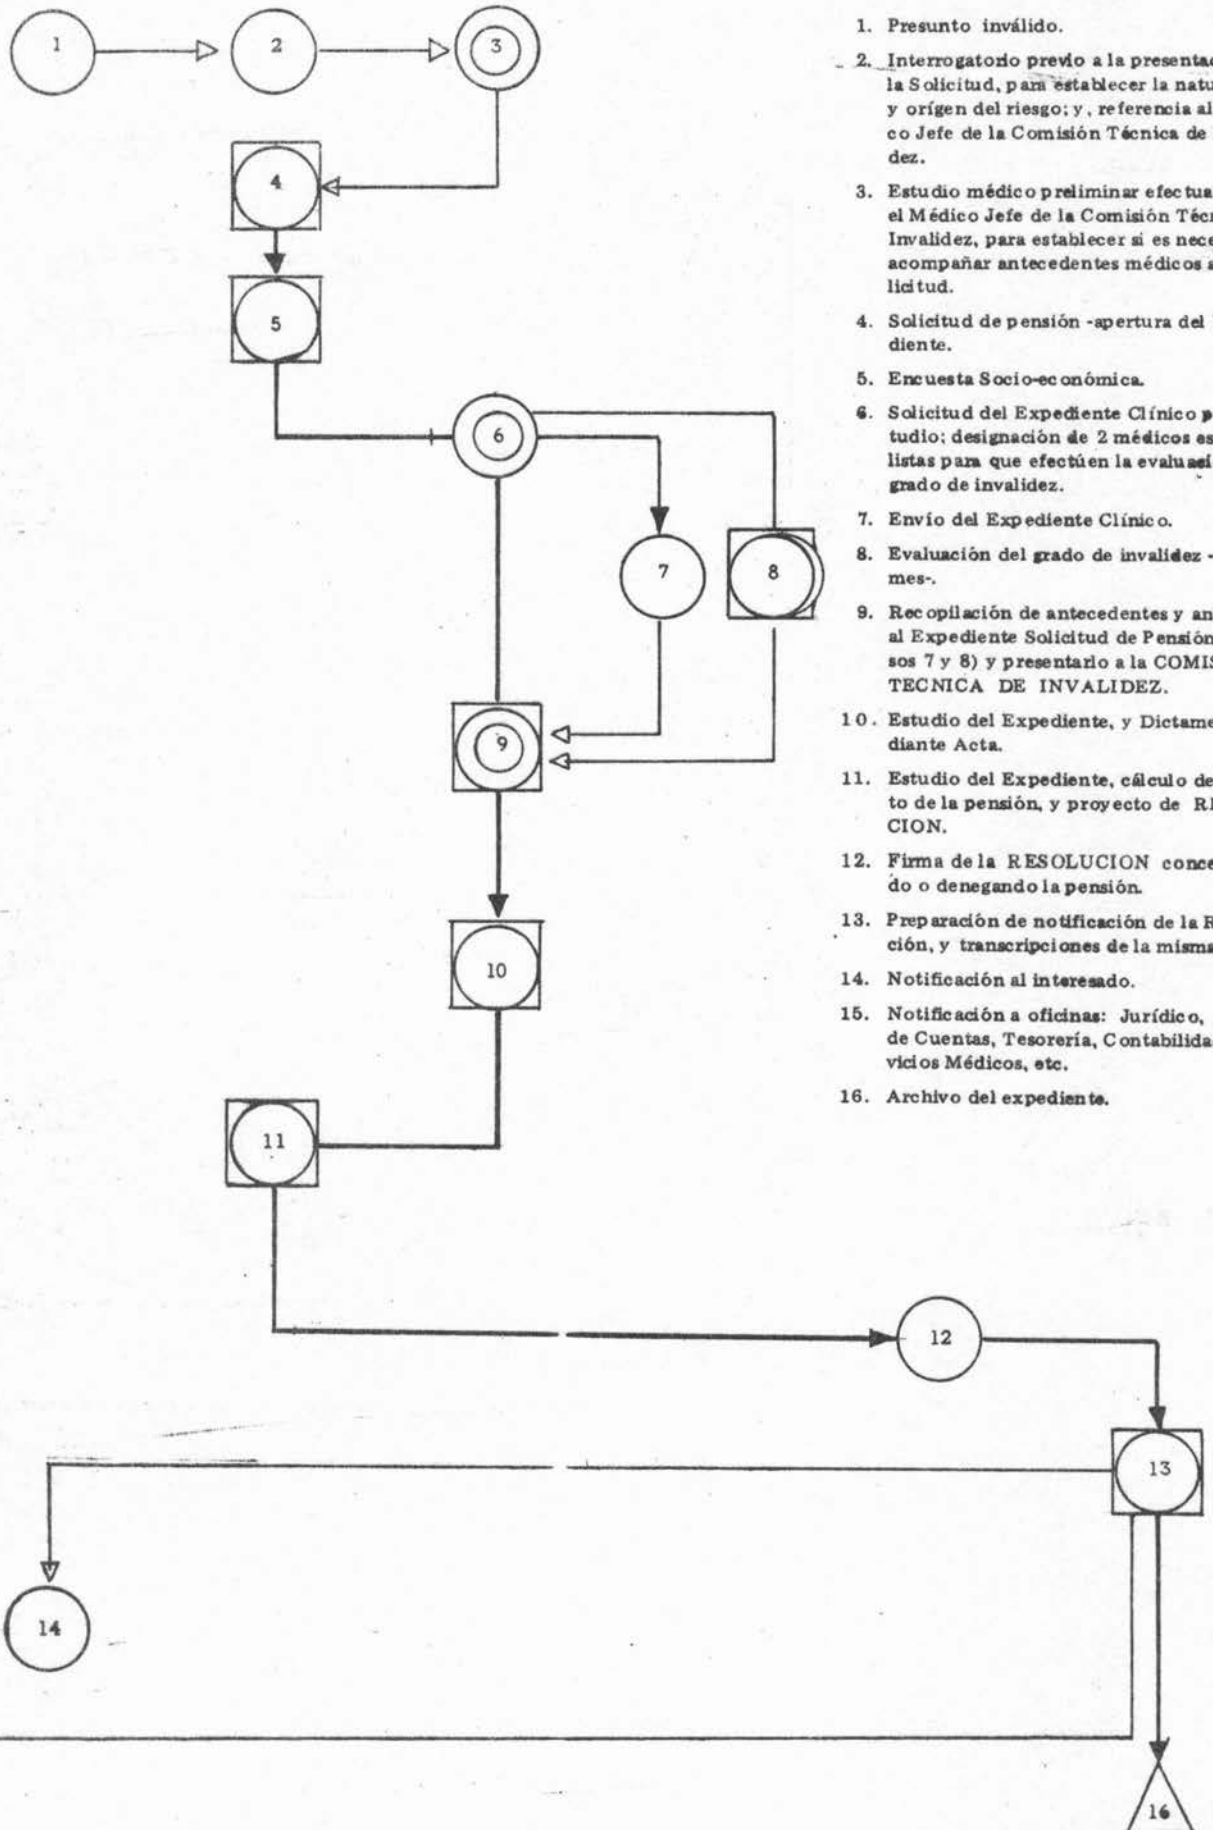 1
2
3
4
5
6
7
8
9
10
11
12
13
14
16
1. Presunto inválido.
2. Interrogatorio previo a la presentac
la Solicitud, para establecer la natu
y orígen del riesgo; y, referencia al
co Jefe de la Comisión Técnica de
dez.
3. Estudio médico preliminar efectua
el Médico Jefe de la Comisión Técn
Invalidez, para establecer si es nece
acompañar antecedentes médicos a
licitud.
4. Solicitud de pensión -apertura del
diente.
5. Encuesta Socio-económica.
6. Solicitud del Expediente Clínico p
tudio; designación de 2 médicos es
listas para que efectúen la evaluaci
grado de invalidez.
7. Envío del Expediente Clínico.
8. Evaluación del grado de invalidez -
mes-.
9. Recopilación de antecedentes y an
al Expediente Solicitud de Pensión
sos 7 y 8) y presentarlo a la COMIS
TECNICA DE INVALIDEZ.
10. Estudio del Expediente, y Dictame
diante Acta.
11. Estudio del Expediente, cálculo de
to de la pensión, y proyecto de RE
CION.
12. Firma de la RESOLUCION conce
do o denegando la pensión.
13. Preparación de notificación de la R
ción, y transcripciones de la misma
14. Notificación al interesado.
15. Notificación a oficinas: Jurídico,
de Cuentas, Tesorería, Contabilida
vicios Médicos, etc.
16. Archivo del expediente.